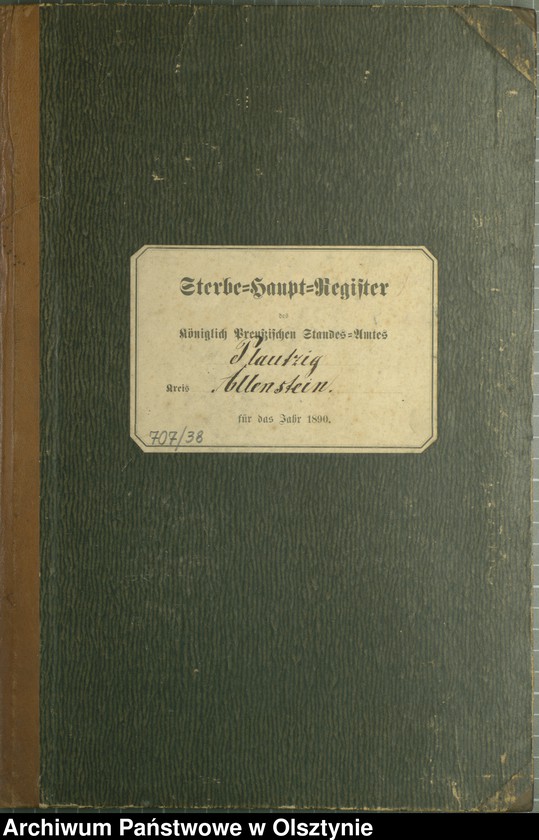 Sterbe=Haupt=Register
des
Königlich Preußischen Standes=Amtes
Plautzig
Kreis Allenstein.
für das Jahr 1890.
707/38
Archiwum Państwowe w Olsztynie